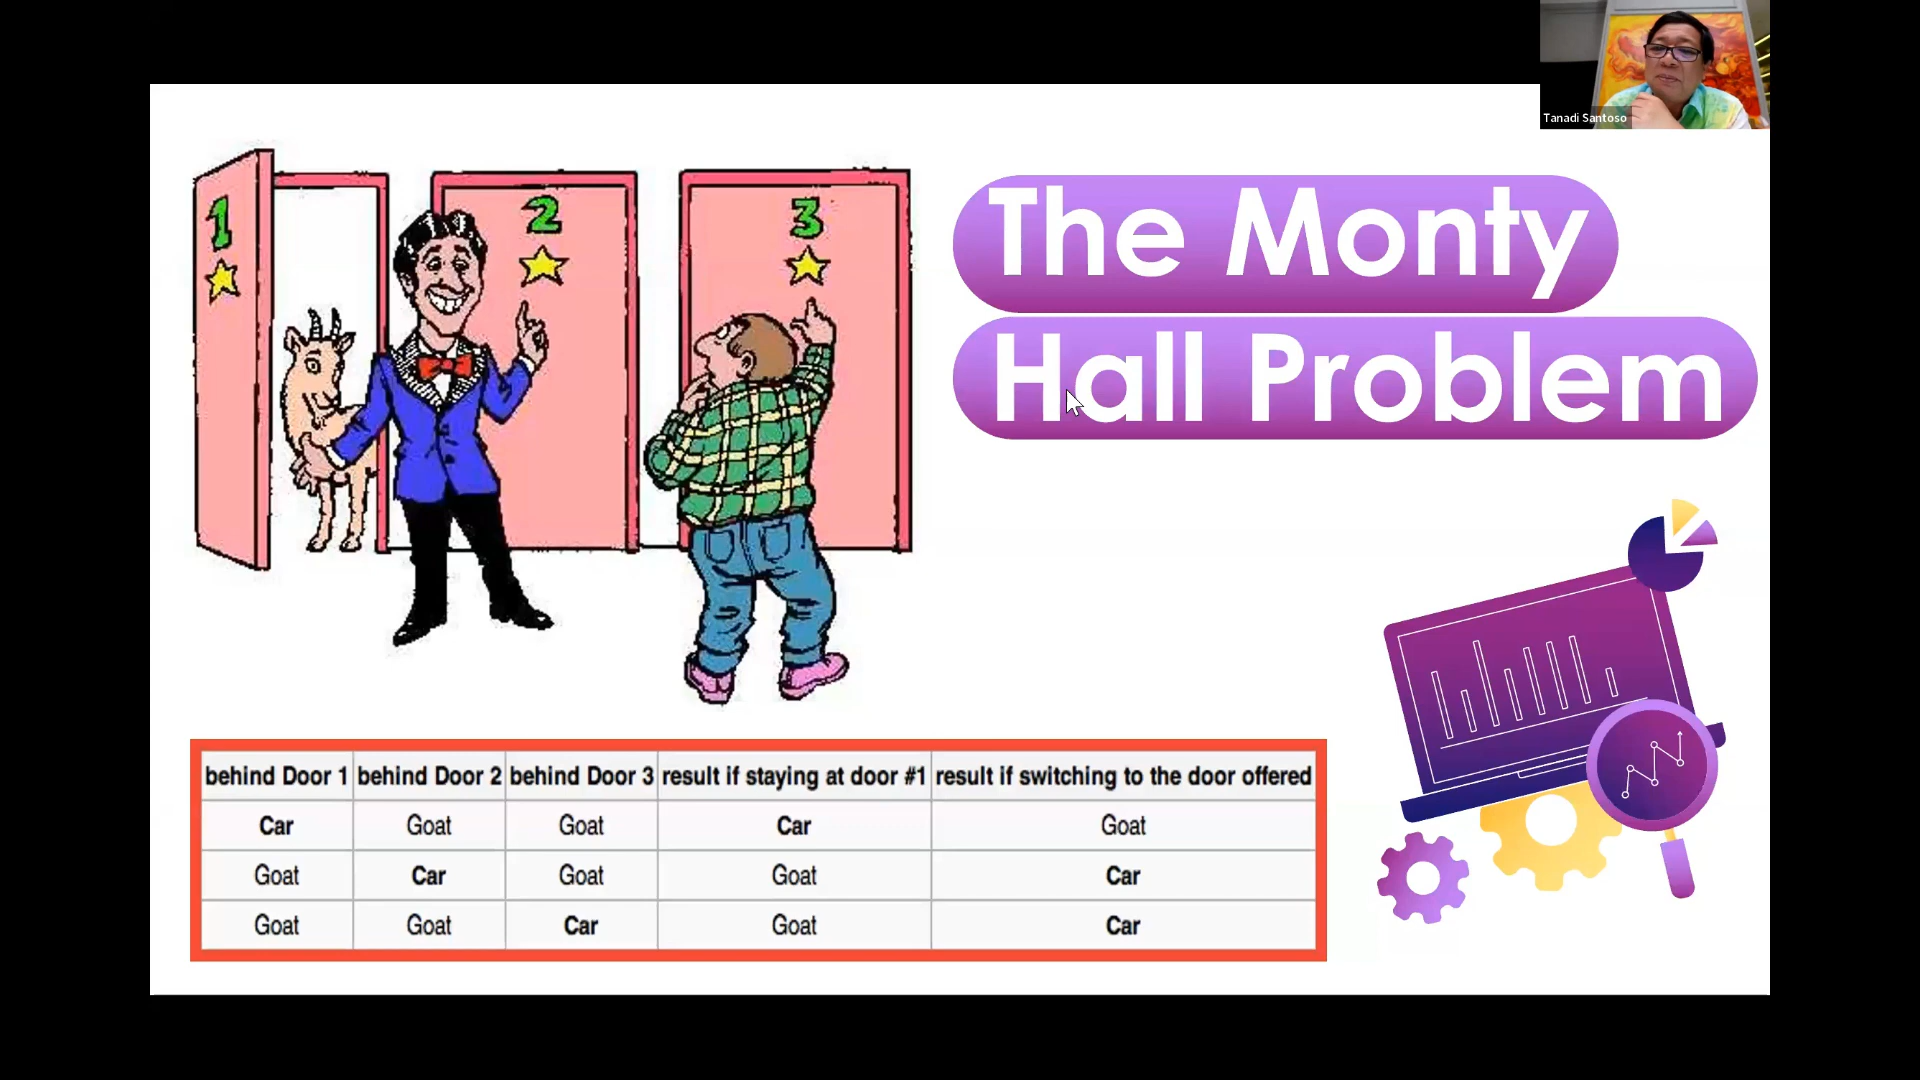 Tanadi Santoso
1
2
3
The Monty
Hall Problem
behind Door 1 behind Door 2 behind Door 3 result if staying at door #1 result if switching to the door offered
Car Goat Goat Car Goat
Goat Car Goat Goat Car
Goat Goat Car Goat Car